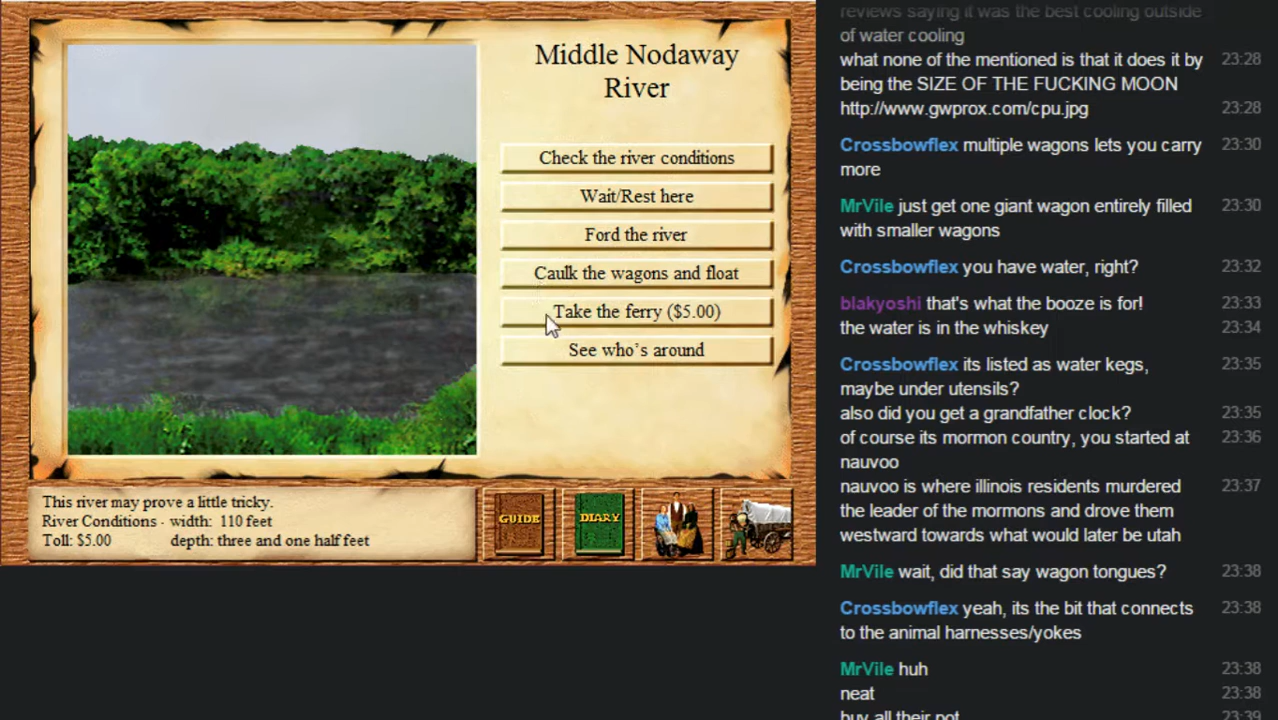 Middle Nodaway
River
Check the river conditions
Wait/Rest here
Ford the river
Caulk the wagons and float
Take the ferry ($5.00)
See who's around
This river may prove a little tricky.
River Conditions - width: 110 feet
Toll: $5.00 depth: three and one half feet
GUIDE
DIARY
reviews saying it was the best cooling outside
of water cooling
what none of the mentioned is that it does it by 23:28
being the SIZE OF THE FUCKING MOON
http://www.gwprox.com/cpu.jpg 23:28
Crossbowflex multiple wagons lets you carry 23:30
more
MrVile just get one giant wagon entirely filled 23:30
with smaller wagons
Crossbowflex you have water, right? 23:32
blakyoshi that's what the booze is for! 23:33
the water is in the whiskey 23:34
Crossbowflex its listed as water kegs, 23:35
maybe under utensils?
also did you get a grandfather clock? 23:35
of course its mormon country, you started at 23:36
nauvoo
nauvoo is where illinois residents murdered 23:37
the leader of the mormons and drove them
westward towards what would later be utah
MrVile wait, did that say wagon tongues? 23:38
Crossbowflex yeah, its the bit that connects 23:38
to the animal harnesses/yokes
MrVile huh 23:38
neat 23:38
buy all their pot 23:39